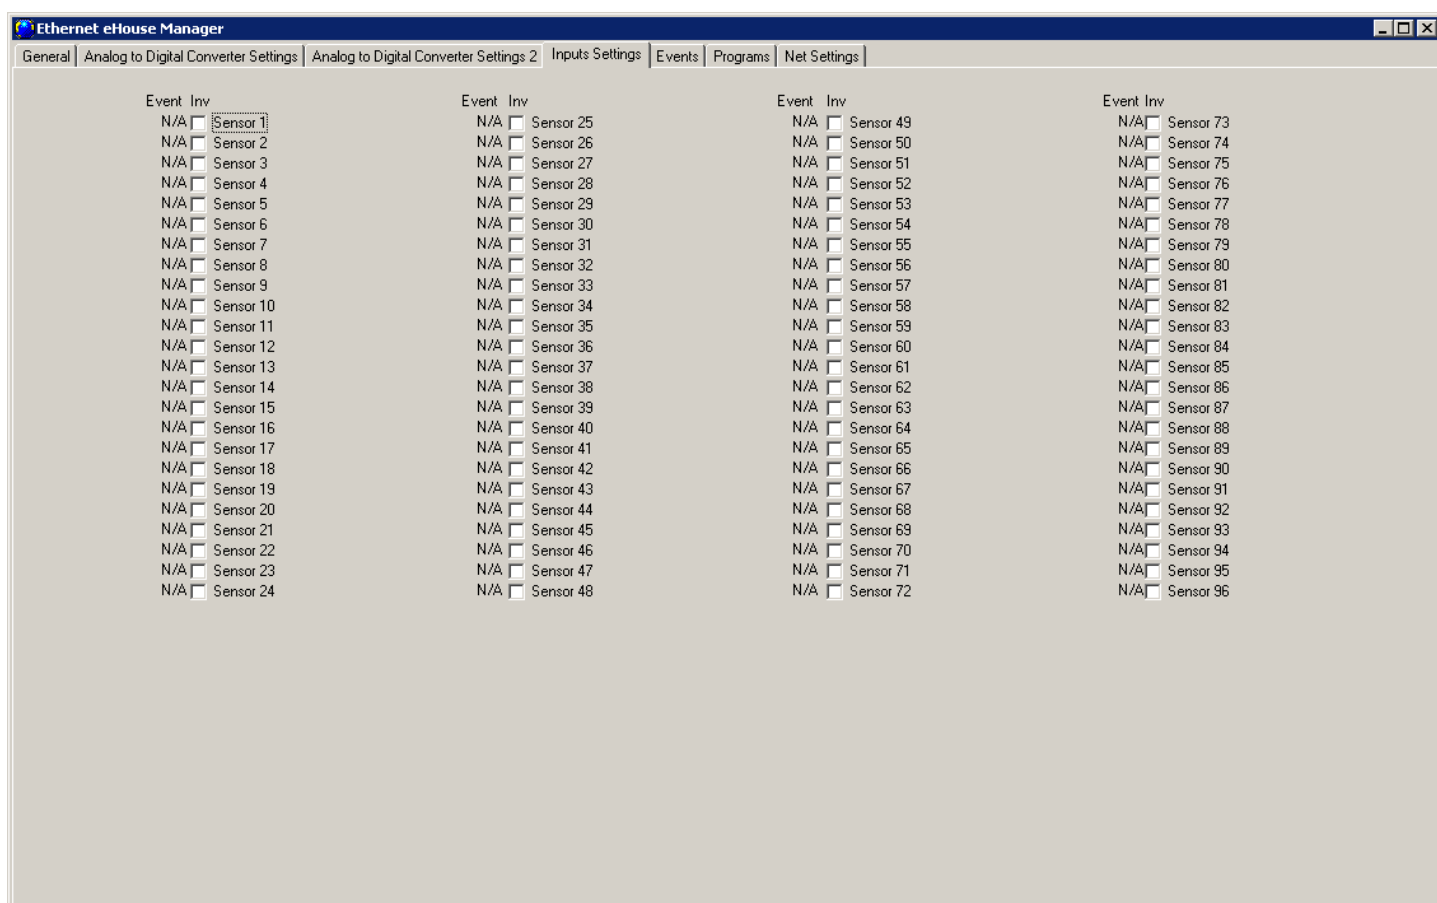 Ethernet eHouse Manager
General Analog to Digital Converter Settings Analog to Digital Converter Settings 2 Inputs Settings Events Programs Net Settings
Event Inv Event Inv Event Inv Event Inv
N/A Sensor 1 N/A Sensor 25 N/A Sensor 49 N/A Sensor 73
N/A Sensor 2 N/A Sensor 26 N/A Sensor 50 N/A Sensor 74
N/A Sensor 3 N/A Sensor 27 N/A Sensor 51 N/A Sensor 75
N/A Sensor 4 N/A Sensor 28 N/A Sensor 52 N/A Sensor 76
N/A Sensor 5 N/A Sensor 29 N/A Sensor 53 N/A Sensor 77
N/A Sensor 6 N/A Sensor 30 N/A Sensor 54 N/A Sensor 78
N/A Sensor 7 N/A Sensor 31 N/A Sensor 55 N/A Sensor 79
N/A Sensor 8 N/A Sensor 32 N/A Sensor 56 N/A Sensor 80
N/A Sensor 9 N/A Sensor 33 N/A Sensor 57 N/A Sensor 81
N/A Sensor 10 N/A Sensor 34 N/A Sensor 58 N/A Sensor 82
N/A Sensor 11 N/A Sensor 35 N/A Sensor 59 N/A Sensor 83
N/A Sensor 12 N/A Sensor 36 N/A Sensor 60 N/A Sensor 84
N/A Sensor 13 N/A Sensor 37 N/A Sensor 61 N/A Sensor 85
N/A Sensor 14 N/A Sensor 38 N/A Sensor 62 N/A Sensor 86
N/A Sensor 15 N/A Sensor 39 N/A Sensor 63 N/A Sensor 87
N/A Sensor 16 N/A Sensor 40 N/A Sensor 64 N/A Sensor 88
N/A Sensor 17 N/A Sensor 41 N/A Sensor 65 N/A Sensor 89
N/A Sensor 18 N/A Sensor 42 N/A Sensor 66 N/A Sensor 90
N/A Sensor 19 N/A Sensor 43 N/A Sensor 67 N/A Sensor 91
N/A Sensor 20 N/A Sensor 44 N/A Sensor 68 N/A Sensor 92
N/A Sensor 21 N/A Sensor 45 N/A Sensor 69 N/A Sensor 93
N/A Sensor 22 N/A Sensor 46 N/A Sensor 70 N/A Sensor 94
N/A Sensor 23 N/A Sensor 47 N/A Sensor 71 N/A Sensor 95
N/A Sensor 24 N/A Sensor 48 N/A Sensor 72 N/A Sensor 96